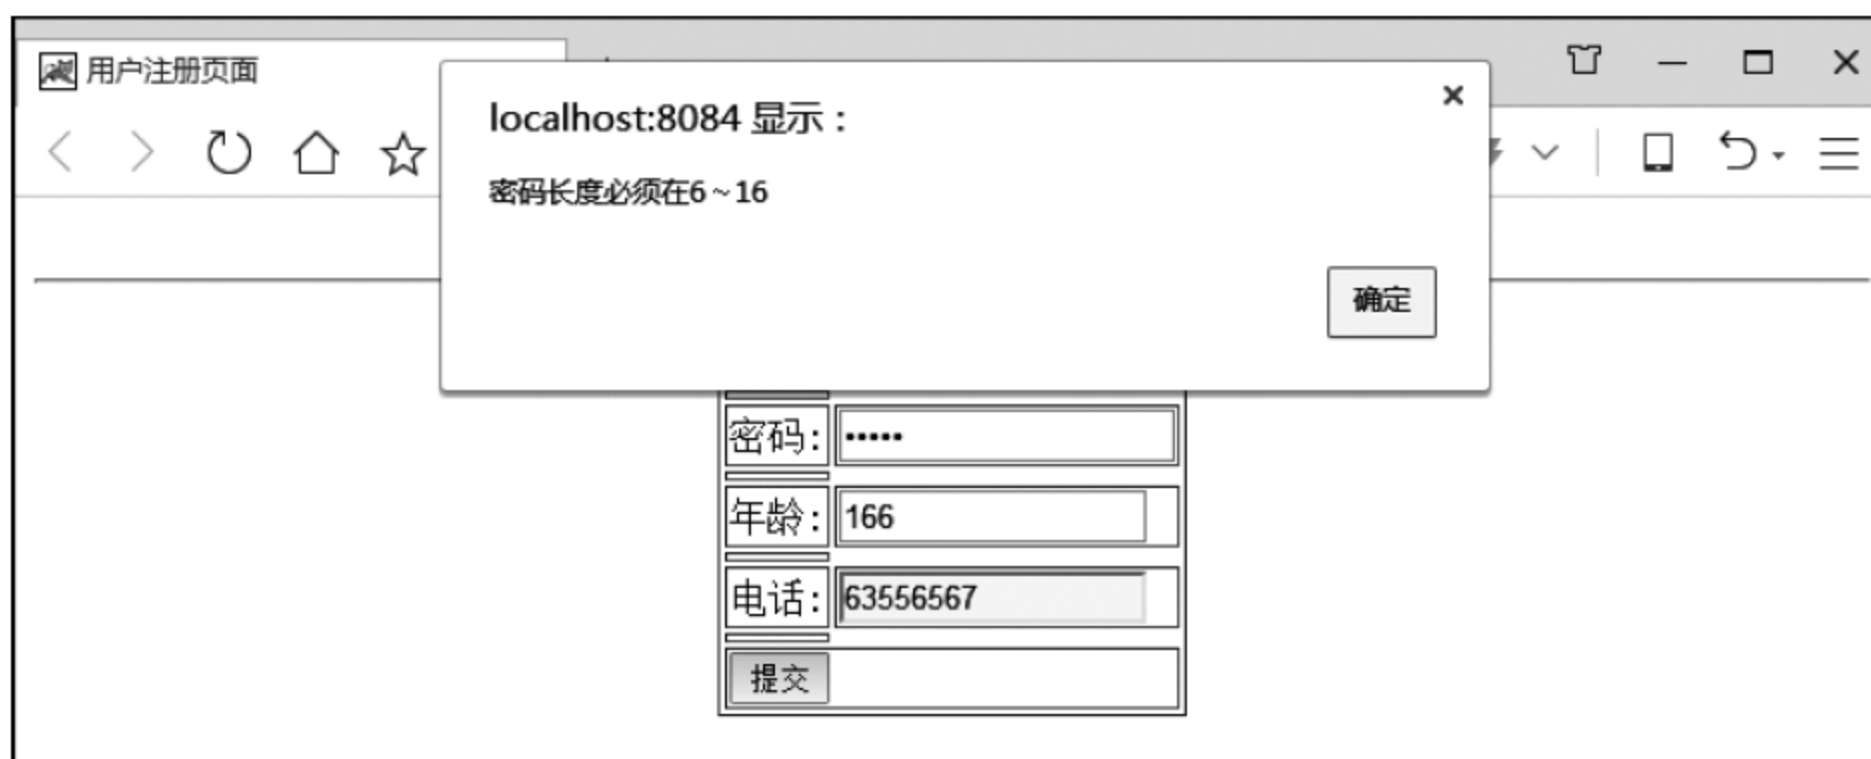 用户注册页面
localhost:8084 显示：
密码长度必须在6～16
确定
密码：
年龄： 166
电话： 63556567
提交